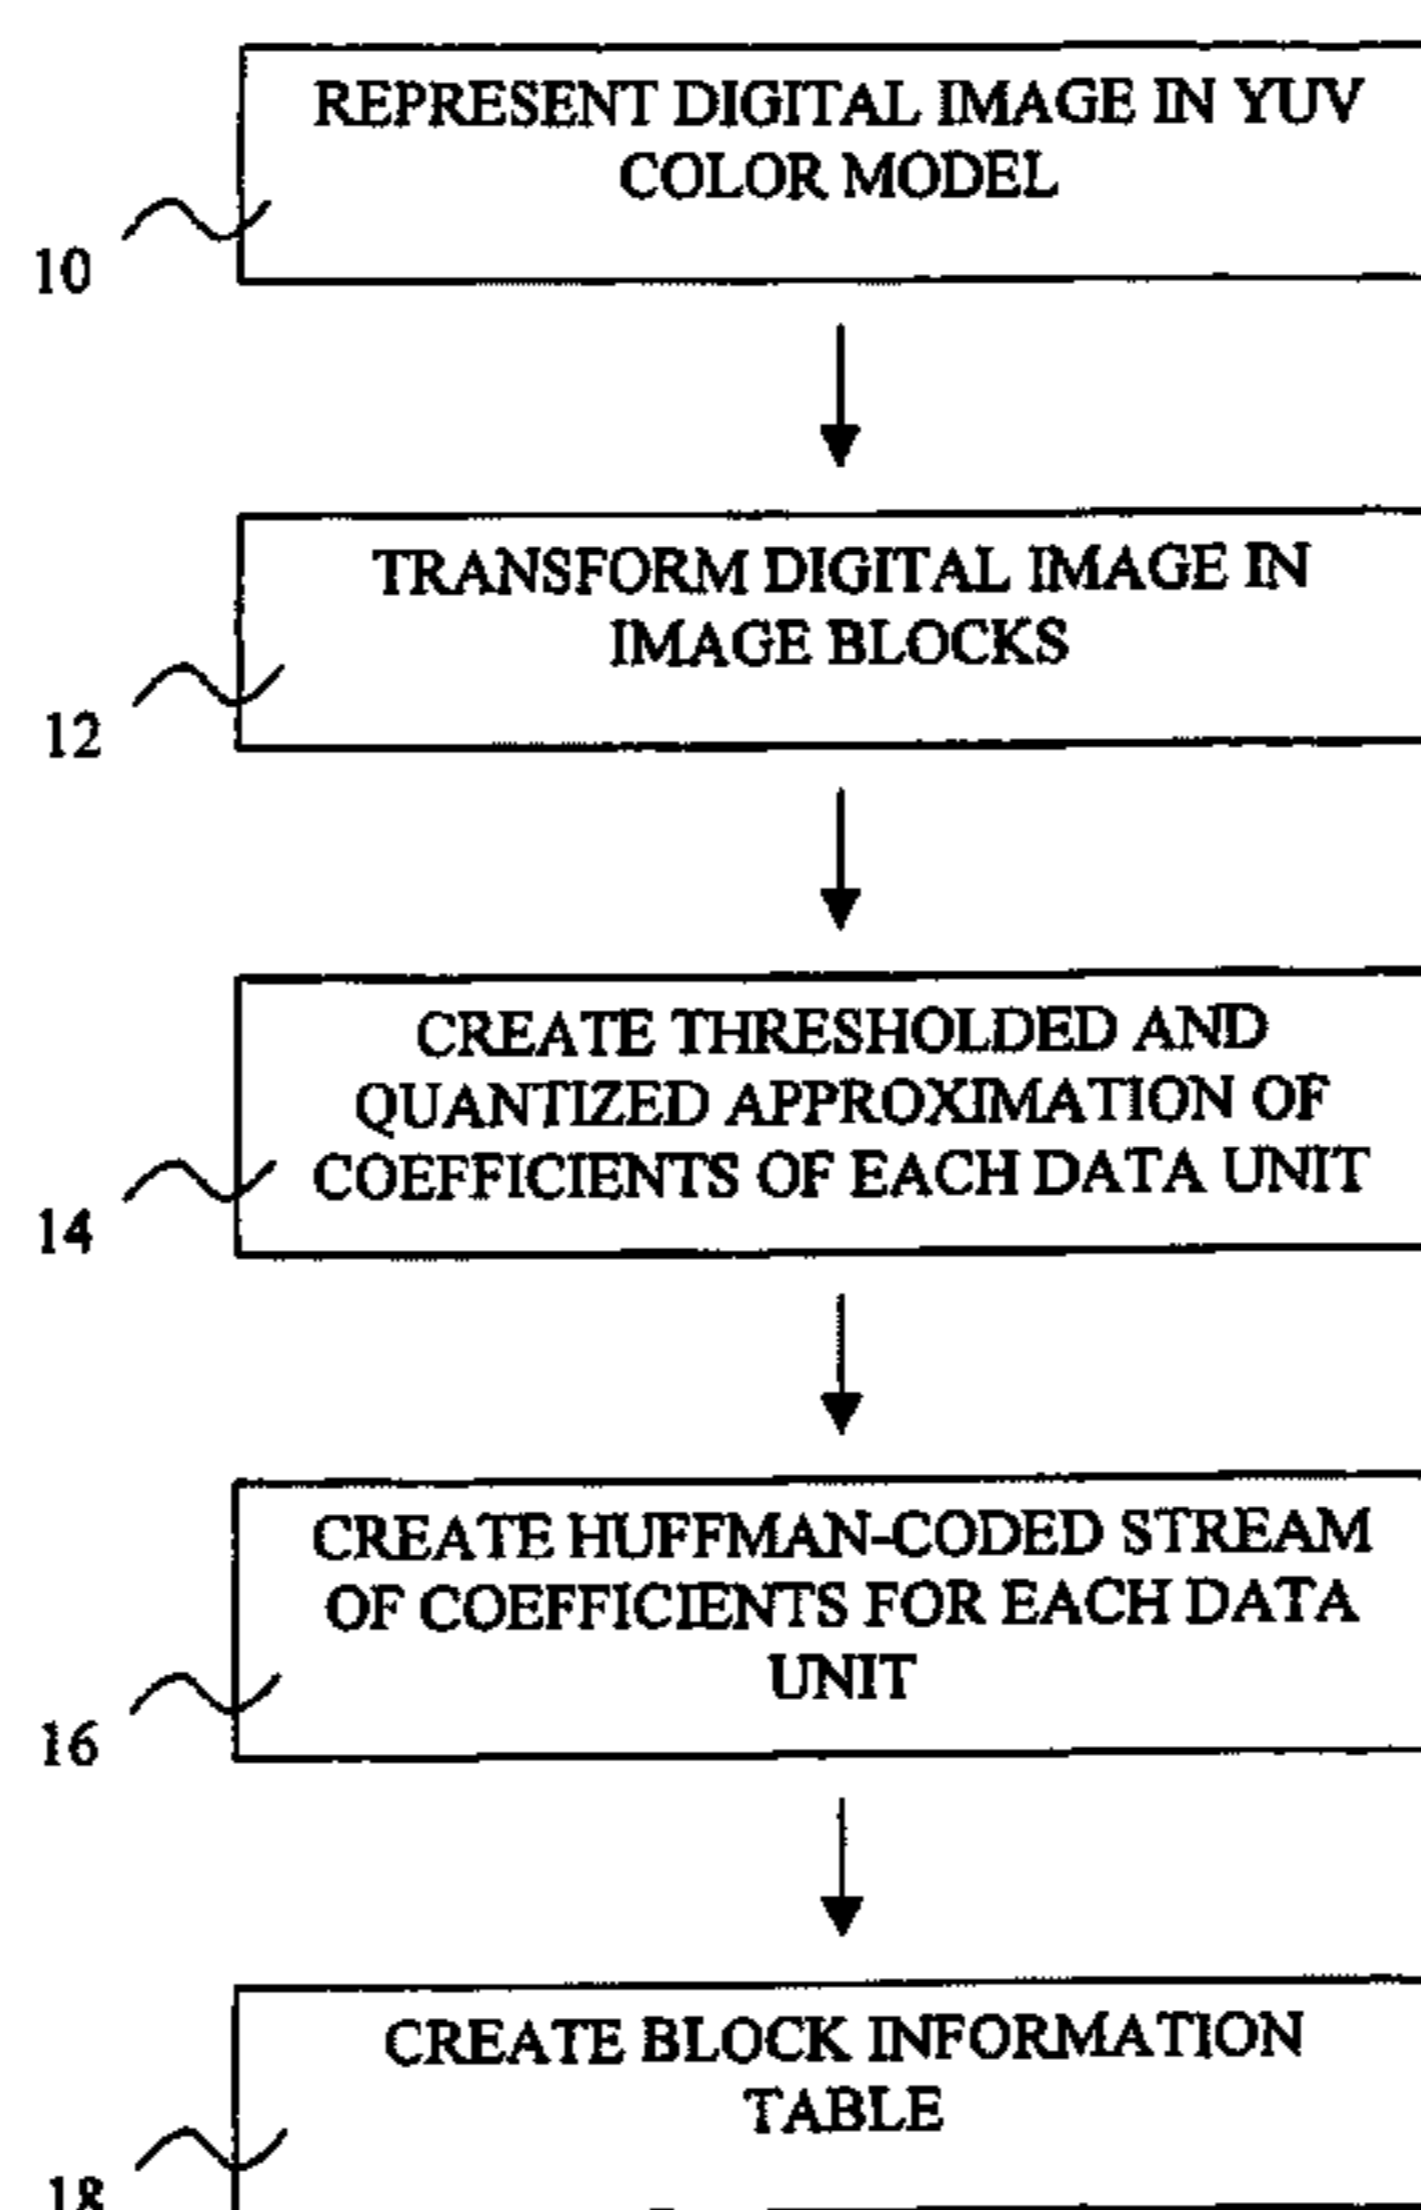 REPRESENT DIGITAL IMAGE IN YUV
COLOR MODEL
10
TRANSFORM DIGITAL IMAGE IN
IMAGE BLOCKS
12
CREATE THRESHOLDED AND
QUANTIZED APPROXIMATION OF
COEFFICIENTS OF EACH DATA UNIT
14
CREATE HUFFMAN-CODED STREAM
OF COEFFICIENTS FOR EACH DATA
UNIT
16
CREATE BLOCK INFORMATION
TABLE
18